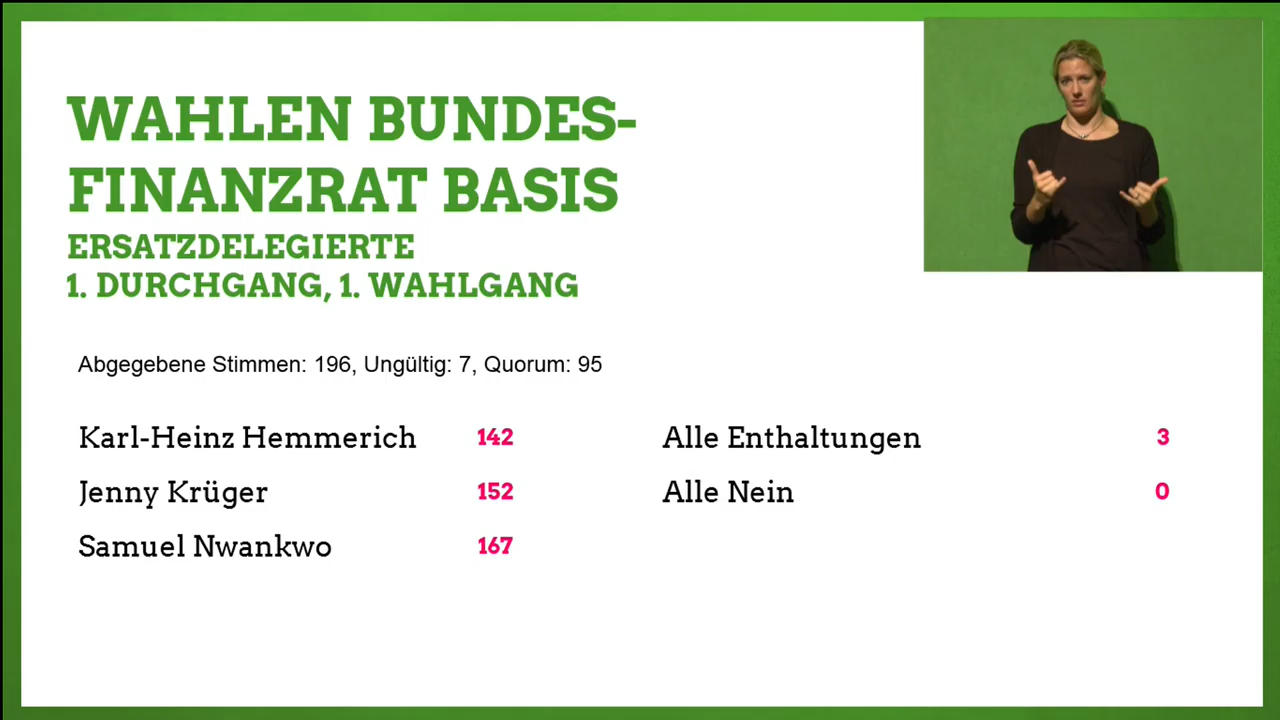 WAHLEN BUNDES-
FINANZRAT BASIS
ERSATZDELEGIERTE
1. DURCHGANG, 1. WAHLGANG
Abgegebene Stimmen: 196, Ungültig: 7, Quorum: 95
Karl-Heinz Hemmerich 142
Jenny Krüger 152
Samuel Nwankwo 167
Alle Enthaltungen 3
Alle Nein 0